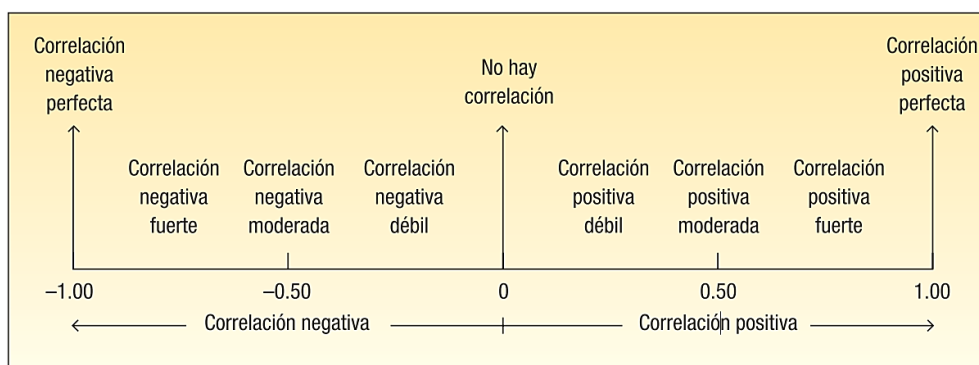 Correlación
negativa
perfecta
No hay
correlación
Correlación
positiva
perfecta
Correlación
negativa
fuerte
Correlación
negativa
moderada
Correlación
negativa
débil
Correlación
positiva
débil
Correlación
positiva
moderada
Correlación
positiva
fuerte
–1.00 –0.50 0 0.50 1.00
Correlación negativa Correlación positiva